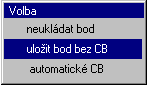 Volba
neukládat bod
uložit bod bez CB
automatické CB